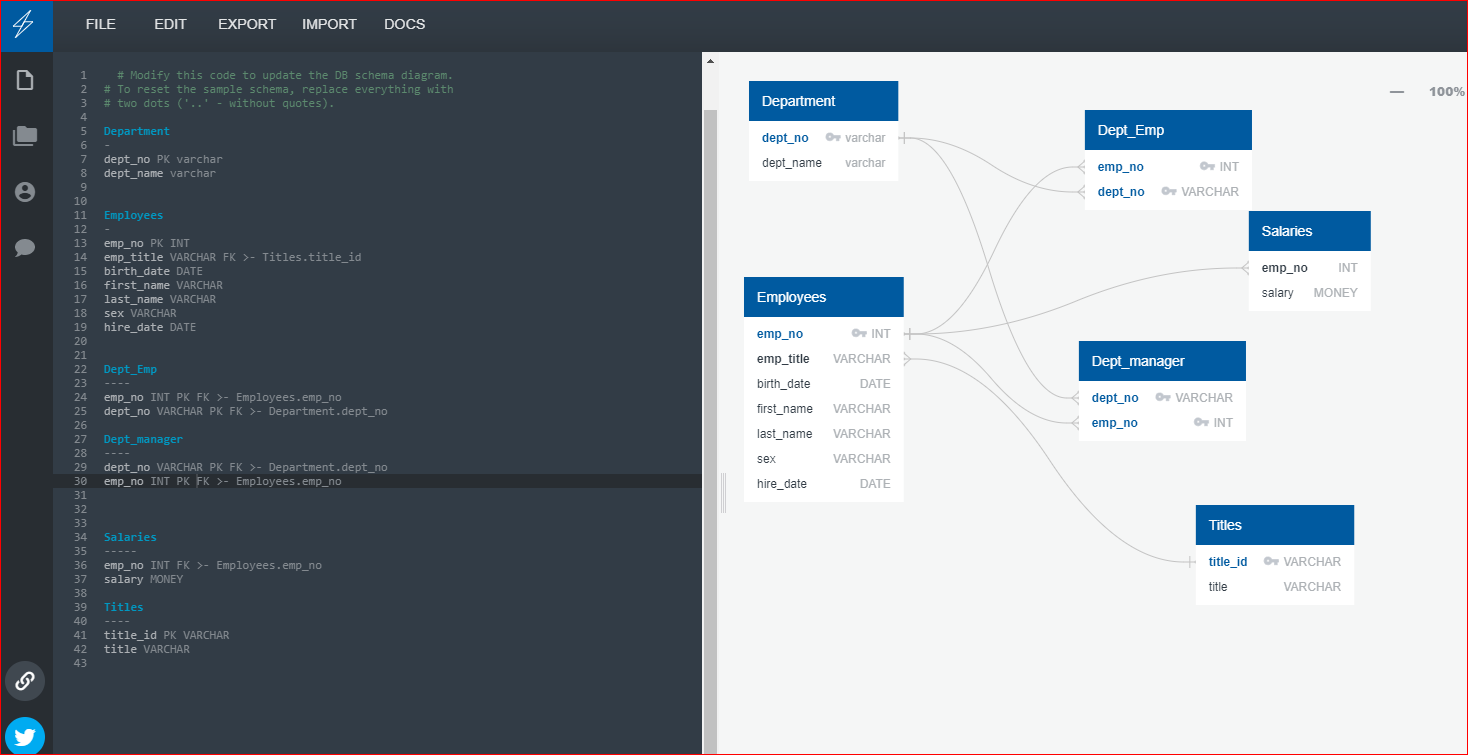 FILE EDIT EXPORT IMPORT DOCS
1 # Modify this code to update the DB schema diagram.
2 # To reset the sample schema, replace everything with
3 # two dots ('..' - without quotes).
4
5 Department
6 -
7 dept_no PK varchar
8 dept_name varchar
9
10
11 Employees
12 -
13 emp_no PK INT
14 emp_title VARCHAR FK >- Titles.title_id
15 birth_date DATE
16 first_name VARCHAR
17 last_name VARCHAR
18 sex VARCHAR
19 hire_date DATE
20
21
22 Dept_Emp
23 ----
24 emp_no INT PK FK >- Employees.emp_no
25 dept_no VARCHAR PK FK >- Department.dept_no
26
27 Dept_manager
28 ----
29 dept_no VARCHAR PK FK >- Department.dept_no
30 emp_no INT PK FK >- Employees.emp_no
31
32
33
34 Salaries
35 -----
36 emp_no INT FK >- Employees.emp_no
37 salary MONEY
38
39 Titles
40 ----
41 title_id PK VARCHAR
42 title VARCHAR
43
100%
Department
dept_no varchar
dept_name varchar
Dept_Emp
emp_no INT
dept_no VARCHAR
Salaries
emp_no INT
salary MONEY
Employees
emp_no INT
emp_title VARCHAR
birth_date DATE
first_name VARCHAR
last_name VARCHAR
sex VARCHAR
hire_date DATE
Dept_manager
dept_no VARCHAR
emp_no INT
Titles
title_id VARCHAR
title VARCHAR